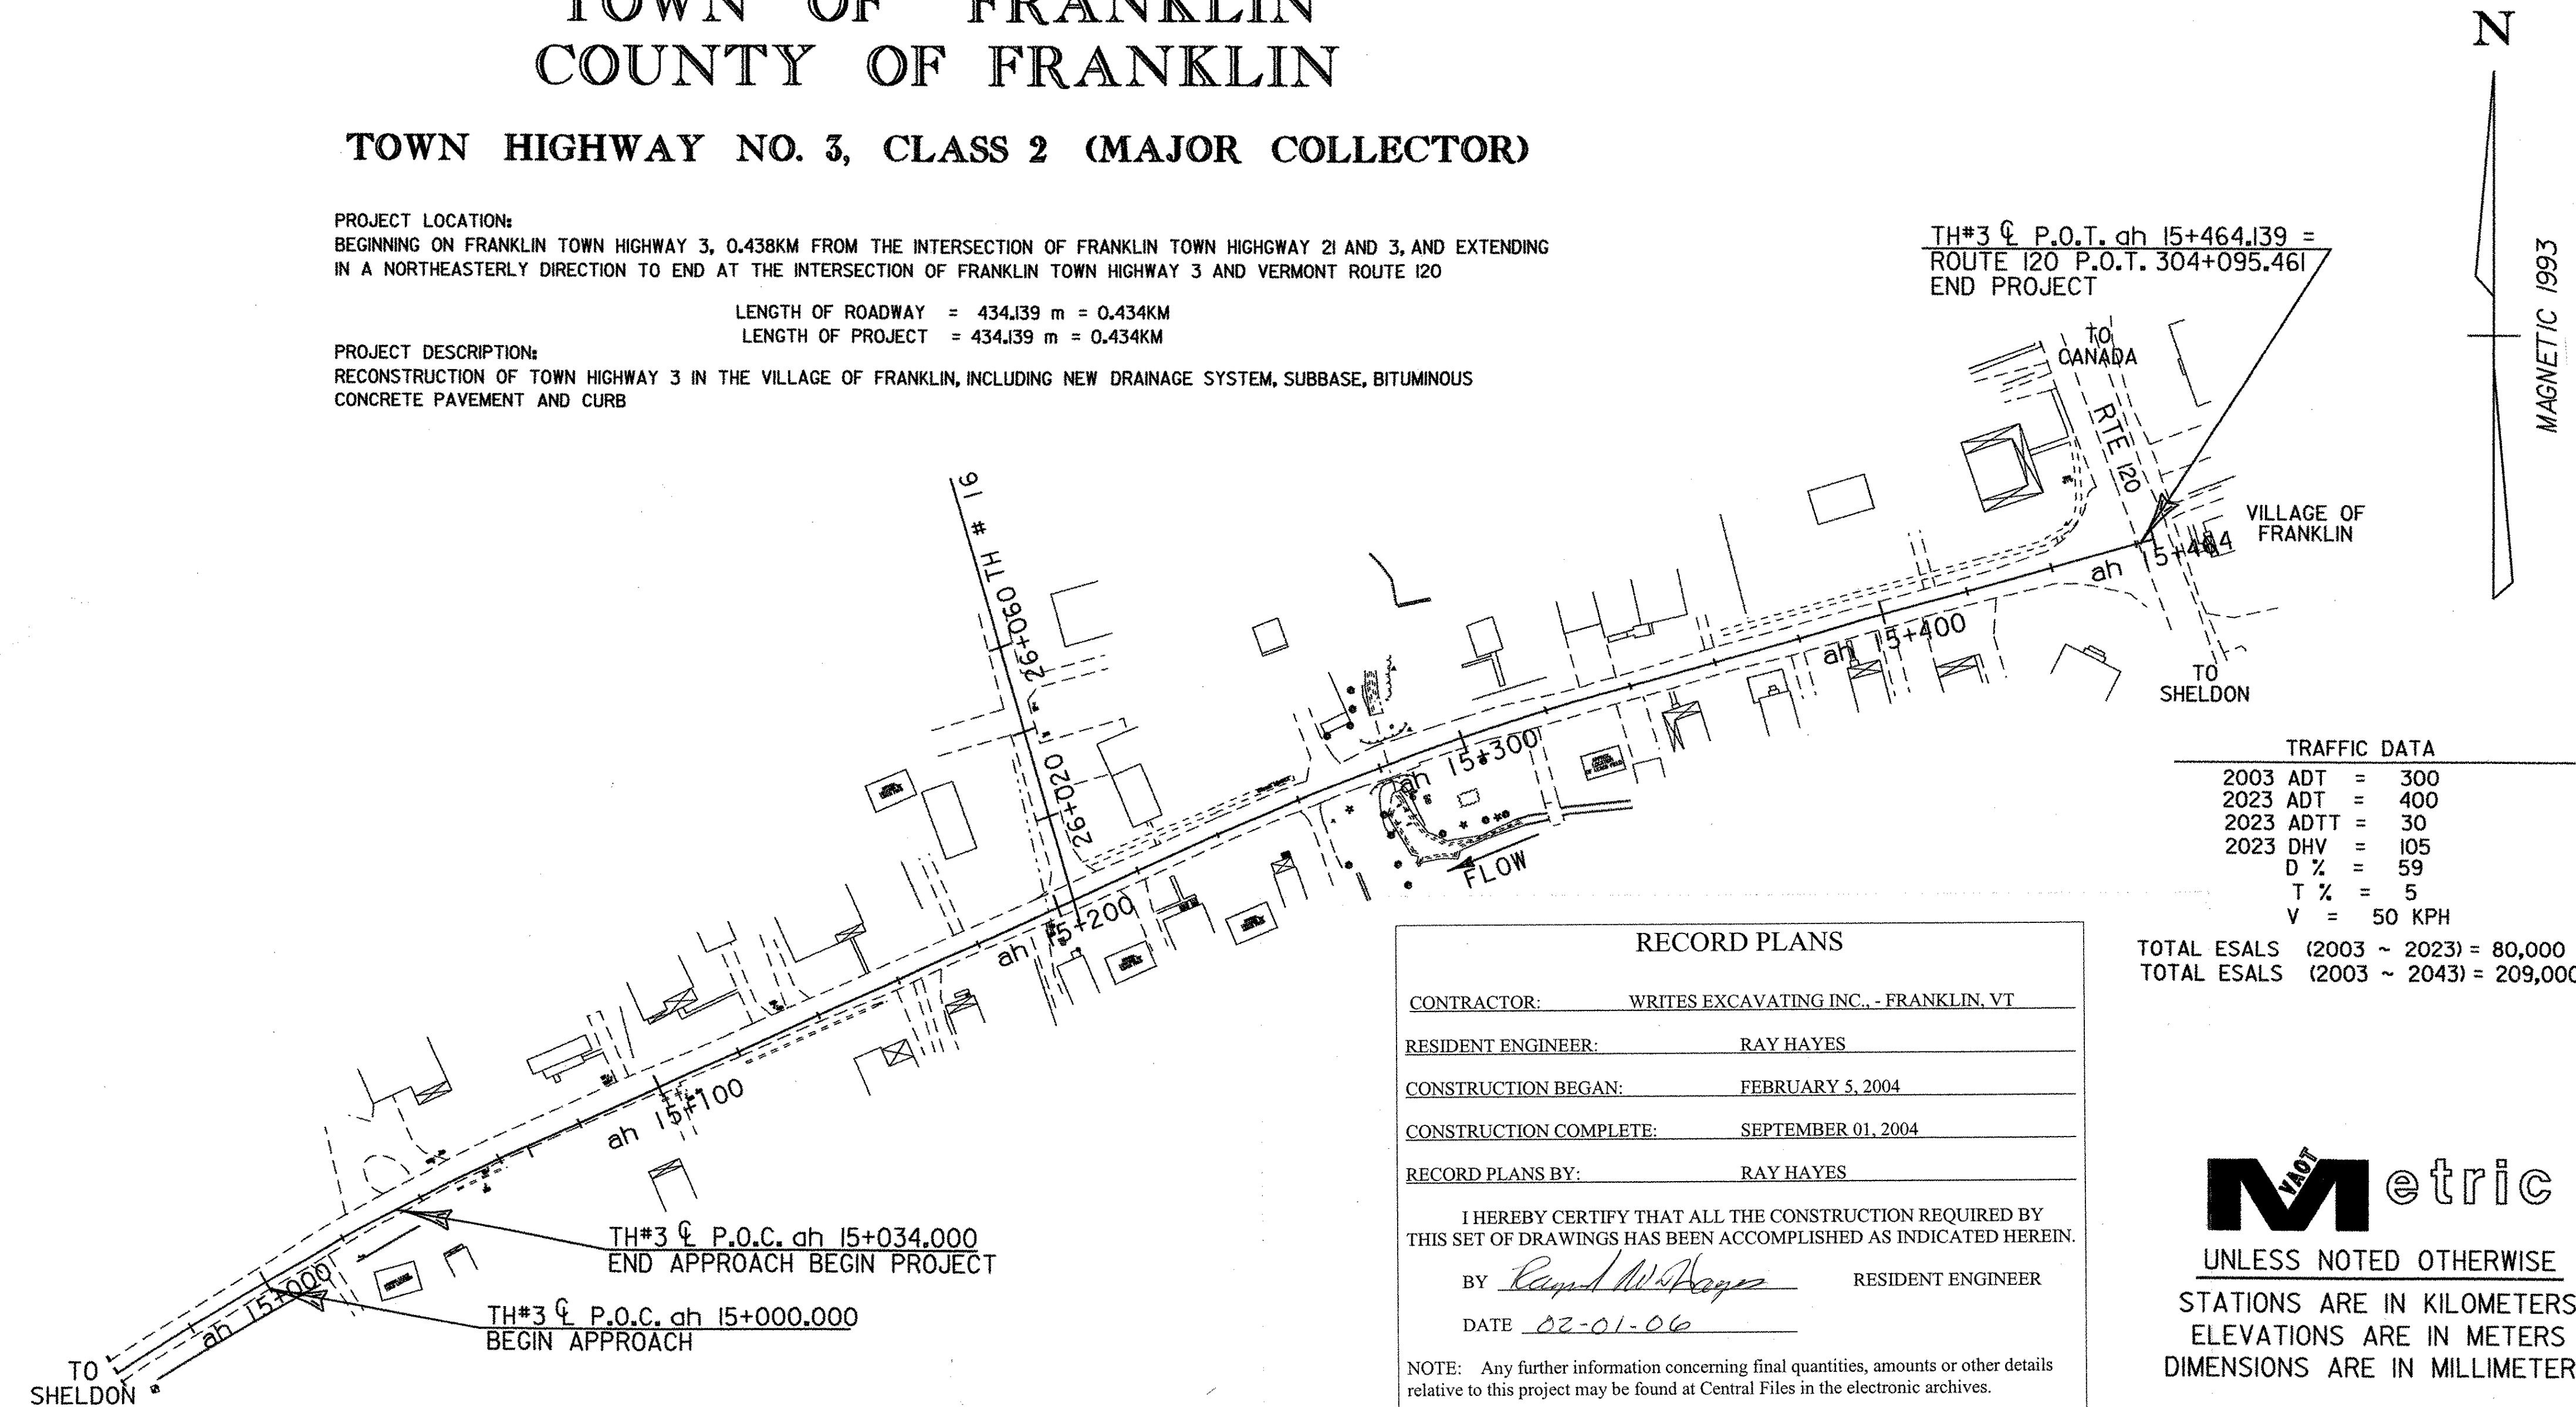 TOWN OF FRANKLIN
COUNTY OF FRANKLIN
TOWN HIGHWAY NO. 3, CLASS 2 (MAJOR COLLECTOR)
PROJECT LOCATION:
BEGINNING ON FRANKLIN TOWN HIGHWAY 3, 0.438KM FROM THE INTERSECTION OF FRANKLIN TOWN HIGHGWAY 21 AND 3, AND EXTENDING
IN A NORTHEASTERLY DIRECTION TO END AT THE INTERSECTION OF FRANKLIN TOWN HIGHWAY 3 AND VERMONT ROUTE 120
LENGTH OF ROADWAY = 434.139 m = 0.434KM
LENGTH OF PROJECT = 434.139 m = 0.434KM
PROJECT DESCRIPTION:
RECONSTRUCTION OF TOWN HIGHWAY 3 IN THE VILLAGE OF FRANKLIN, INCLUDING NEW DRAINAGE SYSTEM, SUBBASE, BITUMINOUS
CONCRETE PAVEMENT AND CURB
N
MAGNETIC 1993
TH#3 ℄ P.O.T. ah 15+464.139 =
ROUTE 120 P.O.T. 304+095.461
END PROJECT
TO
CANADA
RTE 120
VILLAGE OF
FRANKLIN
ah 15+464
TO
SHELDON
ah 15+400
ah 15+300
FLOW
TH # 16
26+060
26+020
ah 15+200
ah 15+100
ah 15+000
TH#3 ℄ P.O.C. ah 15+034.000
END APPROACH BEGIN PROJECT
TH#3 ℄ P.O.C. ah 15+000.000
BEGIN APPROACH
TO
SHELDON
TRAFFIC DATA
2003 ADT = 300
2023 ADT = 400
2023 ADTT = 30
2023 DHV = 105
D % = 59
T % = 5
V = 50 KPH
TOTAL ESALS (2003 ~ 2023) = 80,000
TOTAL ESALS (2003 ~ 2043) = 209,000
RECORD PLANS
CONTRACTOR: WRITES EXCAVATING INC., - FRANKLIN, VT
RESIDENT ENGINEER: RAY HAYES
CONSTRUCTION BEGAN: FEBRUARY 5, 2004
CONSTRUCTION COMPLETE: SEPTEMBER 01, 2004
RECORD PLANS BY: RAY HAYES
I HEREBY CERTIFY THAT ALL THE CONSTRUCTION REQUIRED BY
THIS SET OF DRAWINGS HAS BEEN ACCOMPLISHED AS INDICATED HEREIN.
BY RESIDENT ENGINEER
DATE 02-01-06
NOTE: Any further information concerning final quantities, amounts or other details
relative to this project may be found at Central Files in the electronic archives.
VAOT
Metric
UNLESS NOTED OTHERWISE
STATIONS ARE IN KILOMETERS
ELEVATIONS ARE IN METERS
DIMENSIONS ARE IN MILLIMETER